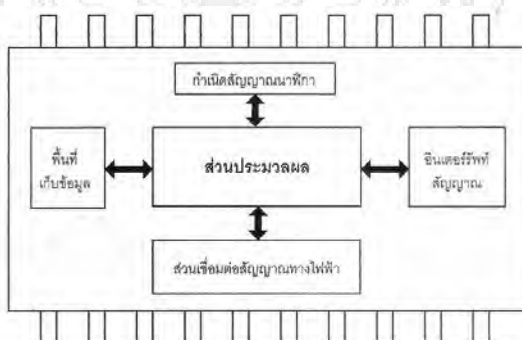 กำเนิดสัญญาณนาฬิกา
พื้นที่
เก็บข้อมูล
ส่วนประมวลผล
อินเตอร์รัพท์
สัญญาณ
ส่วนเชื่อมต่อสัญญาณทางไฟฟ้า